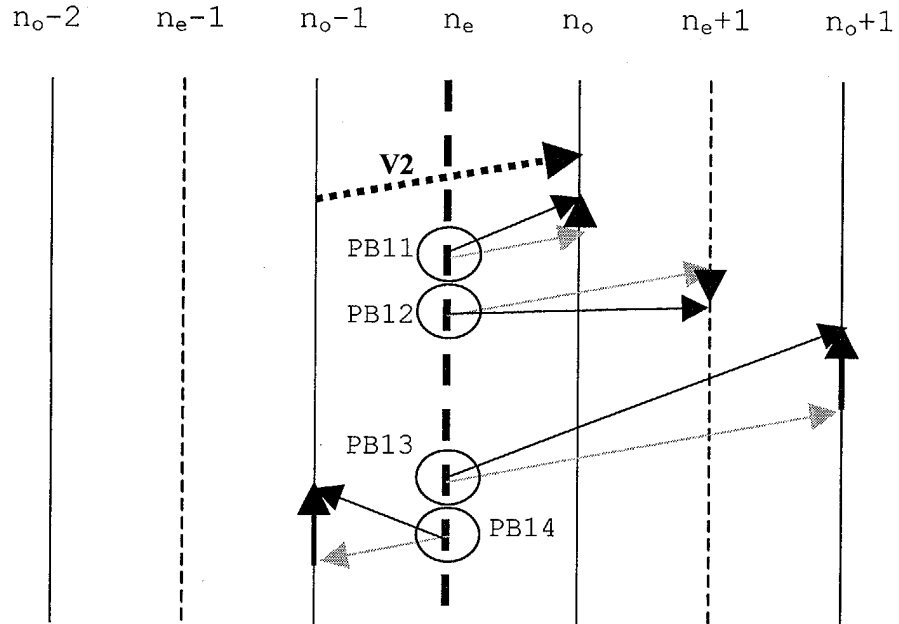 nₒ-2 nₑ-1 nₒ-1 nₑ nₒ nₑ+1 nₒ+1
V2
PB11
PB12
PB13
PB14